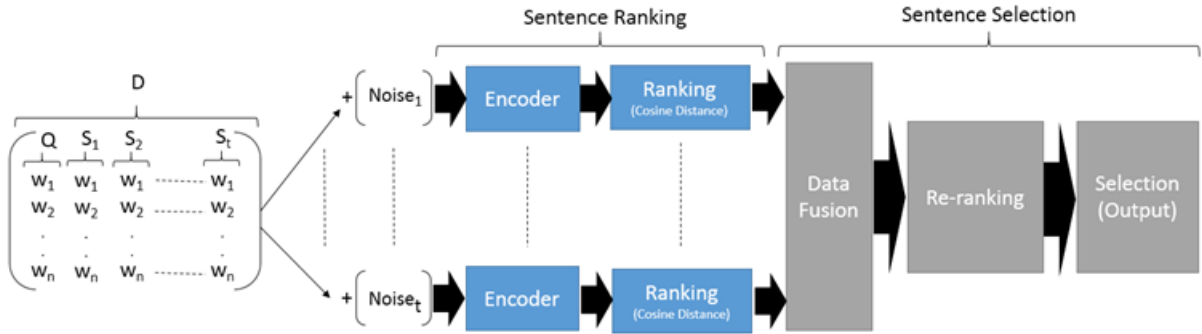 Sentence Ranking
Sentence Selection
D
Q S₁ S₂ Sₜ
w₁ w₁ w₁ w₁
w₂ w₂ w₂ w₂
. . . .
wₙ wₙ wₙ wₙ
+ Noise₁
Encoder
Ranking
(Cosine Distance)
+ Noiseₜ
Encoder
Ranking
(Cosine Distance)
Data
Fusion
Re-ranking
Selection
(Output)